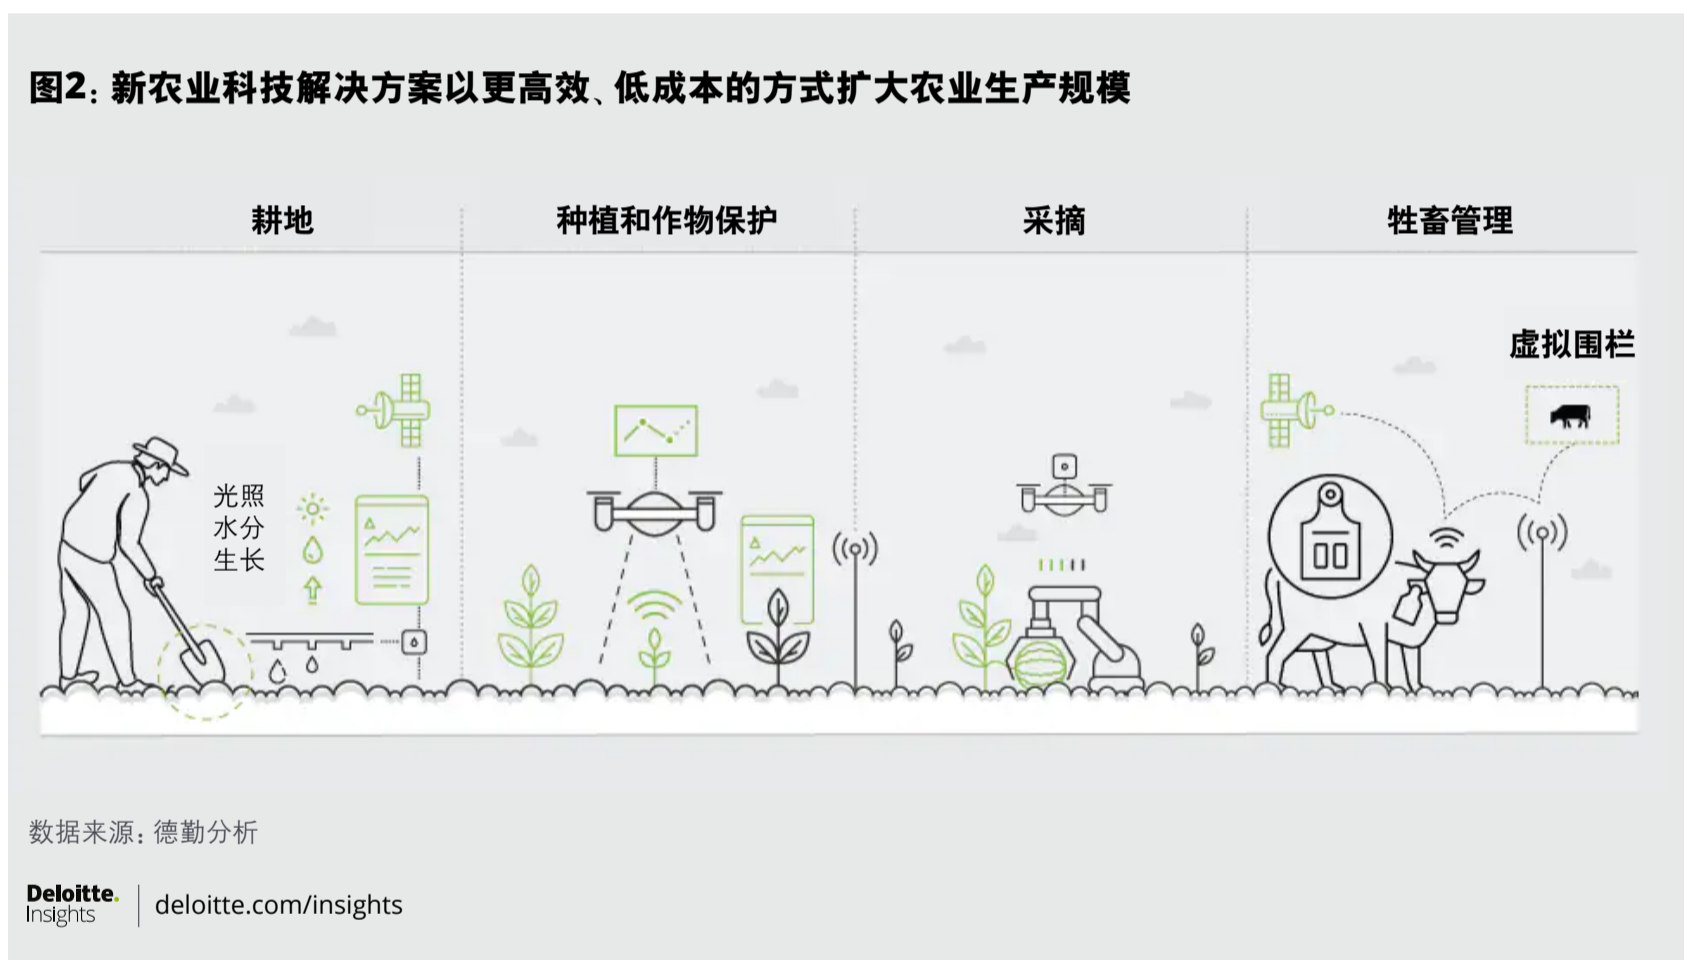 图2：新农业科技解决方案以更高效、低成本的方式扩大农业生产规模
耕地
种植和作物保护
采摘
牲畜管理
虚拟围栏
光照
水分
生长
数据来源：德勤分析
Deloitte.
Insights
deloitte.com/insights